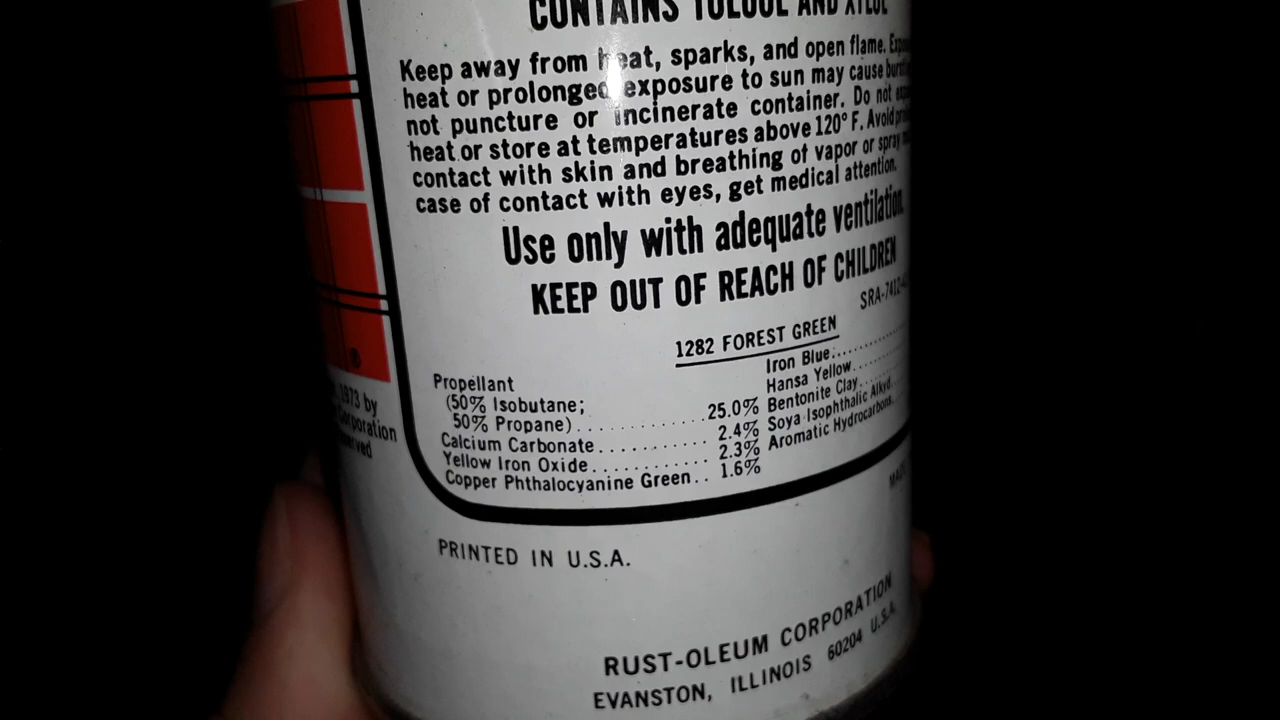 CONTAINS TOLUOL AND XYLOL
Keep away from heat, sparks, and open flame.
heat or prolonged exposure to sun may cause
not puncture or incinerate container. Do not
heat or store at temperatures above 120° F. Avoid
contact with skin and breathing of vapor or spray
case of contact with eyes, get medical attention.
Use only with adequate ventilation.
KEEP OUT OF REACH OF CHILDREN
1282 FOREST GREEN
Propellant
(50% Isobutane;
50% Propane) . . . . . . . . . . . . 25.0%
Calcium Carbonate . . . . . . . . . . 2.4%
Yellow Iron Oxide . . . . . . . . . . . 2.3%
Copper Phthalocyanine Green . . 1.6%
Iron Blue
Hansa Yellow
Bentonite Clay
Soya Isophthalic Alkyd
Aromatic Hydrocarbons
1973 by
Corporation
PRINTED IN U.S.A.
RUST-OLEUM CORPORATION
EVANSTON, ILLINOIS 60204 U.S.A.